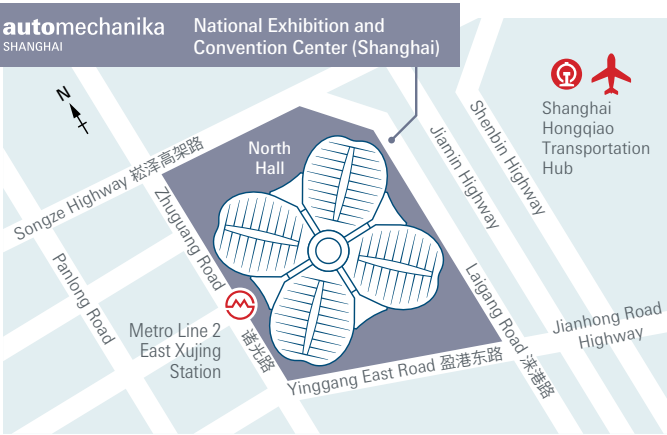 automechanika
SHANGHAI
National Exhibition and
Convention Center (Shanghai)
N
Shanghai
Hongqiao
Transportation
Hub
Shenbin Highway
Jiamin Highway
North
Hall
Songze Highway 崧泽高架路
Zhuguang Road
诸光路
Panlong Road
Metro Line 2
East Xujing
Station
Laigang Road 涞港路
Jianhong Road
Highway
Yinggang East Road 盈港东路